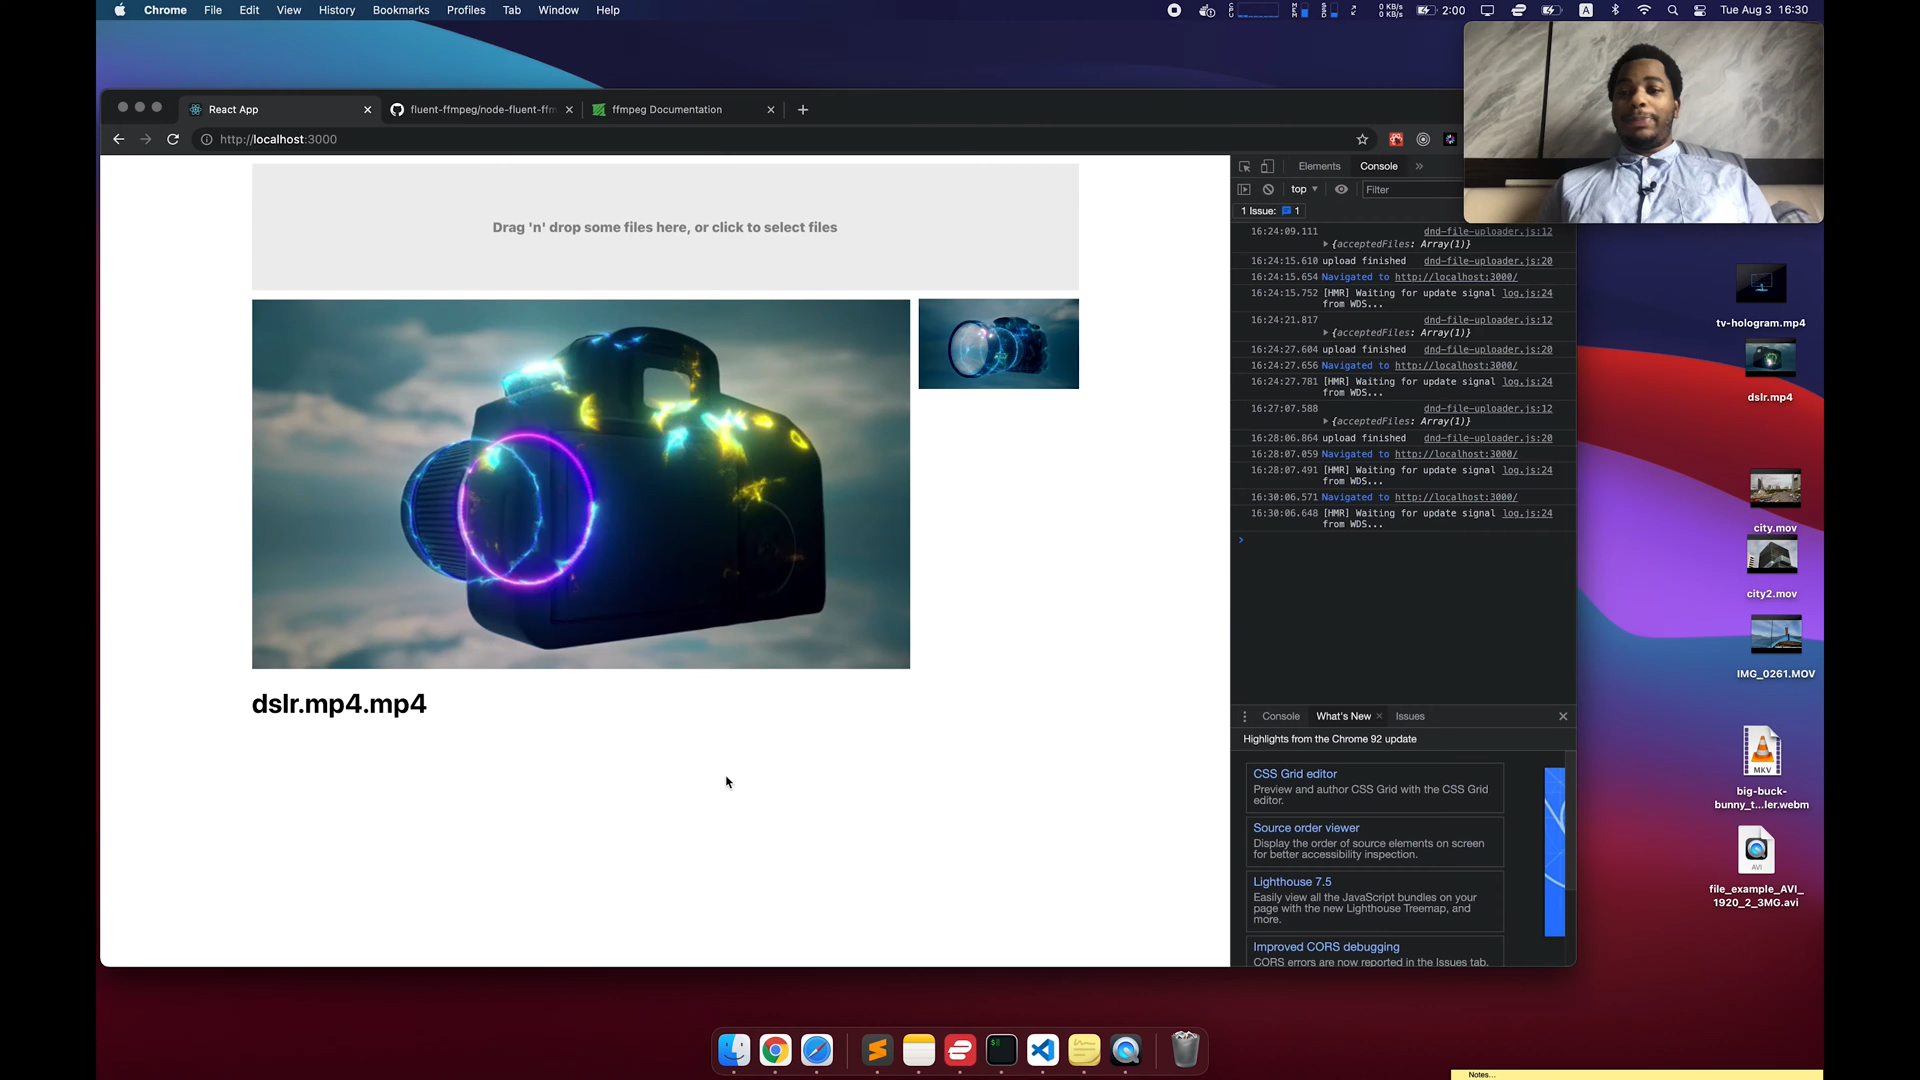 Chrome File Edit View History Bookmarks Profiles Tab Window Help
0 KB/s
0 KB/s
2:00
A
Tue Aug 3 16:30
React App
fluent-ffmpeg/node-fluent-ffm
ffmpeg Documentation
http://localhost:3000
Drag 'n' drop some files here, or click to select files
dslr.mp4.mp4
Elements Console
top
Filter
1 Issue: 1
16:24:09.111 dnd-file-uploader.js:12
{acceptedFiles: Array(1)}
16:24:15.610 upload finished dnd-file-uploader.js:20
16:24:15.654 Navigated to http://localhost:3000/
16:24:15.752 [HMR] Waiting for update signal log.js:24
from WDS...
16:24:21.817 dnd-file-uploader.js:12
{acceptedFiles: Array(1)}
16:24:27.604 upload finished dnd-file-uploader.js:20
16:24:27.656 Navigated to http://localhost:3000/
16:24:27.781 [HMR] Waiting for update signal log.js:24
from WDS...
16:27:07.588 dnd-file-uploader.js:12
{acceptedFiles: Array(1)}
16:28:06.864 upload finished dnd-file-uploader.js:20
16:28:07.059 Navigated to http://localhost:3000/
16:28:07.491 [HMR] Waiting for update signal log.js:24
from WDS...
16:30:06.571 Navigated to http://localhost:3000/
16:30:06.648 [HMR] Waiting for update signal log.js:24
from WDS...
Console What's New Issues
Highlights from the Chrome 92 update
CSS Grid editor
Preview and author CSS Grid with the CSS Grid
editor.
Source order viewer
Display the order of source elements on screen
for better accessibility inspection.
Lighthouse 7.5
Easily view all the JavaScript bundles on your
page with the new Lighthouse Treemap, and
more.
Improved CORS debugging
CORS errors are now reported in the Issues tab.
tv-hologram.mp4
dslr.mp4
city.mov
city2.mov
IMG_0261.MOV
MKV
big-buck-
bunny_t...ler.webm
AVI
file_example_AVI_
1920_2_3MG.avi
Notes...